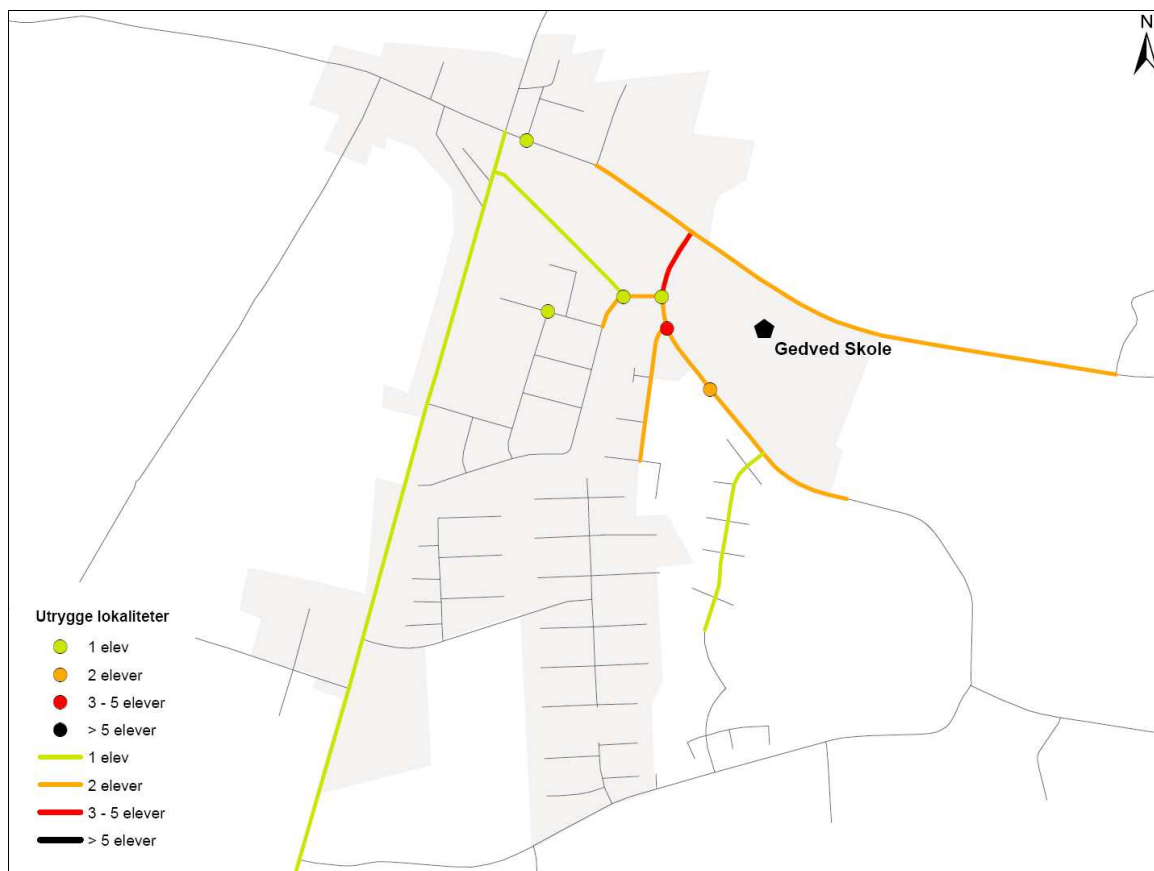 N
Gedved Skole
Utrygge lokaliteter
1 elev
2 elever
3 - 5 elever
> 5 elever
1 elev
2 elever
3 - 5 elever
> 5 elever